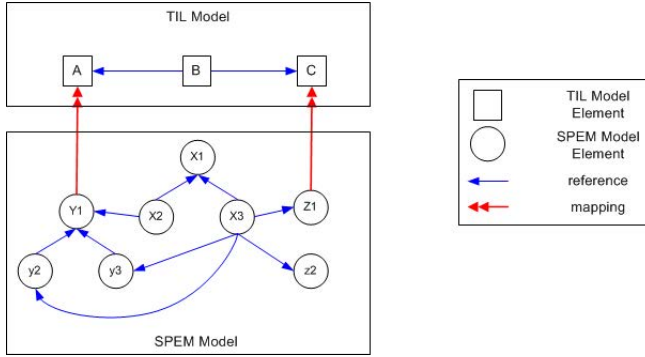 TIL Model
A
B
C
X1
Y1
X2
X3
Z1
y2
y3
z2
SPEM Model
TIL Model
Element
SPEM Model
Element
reference
mapping